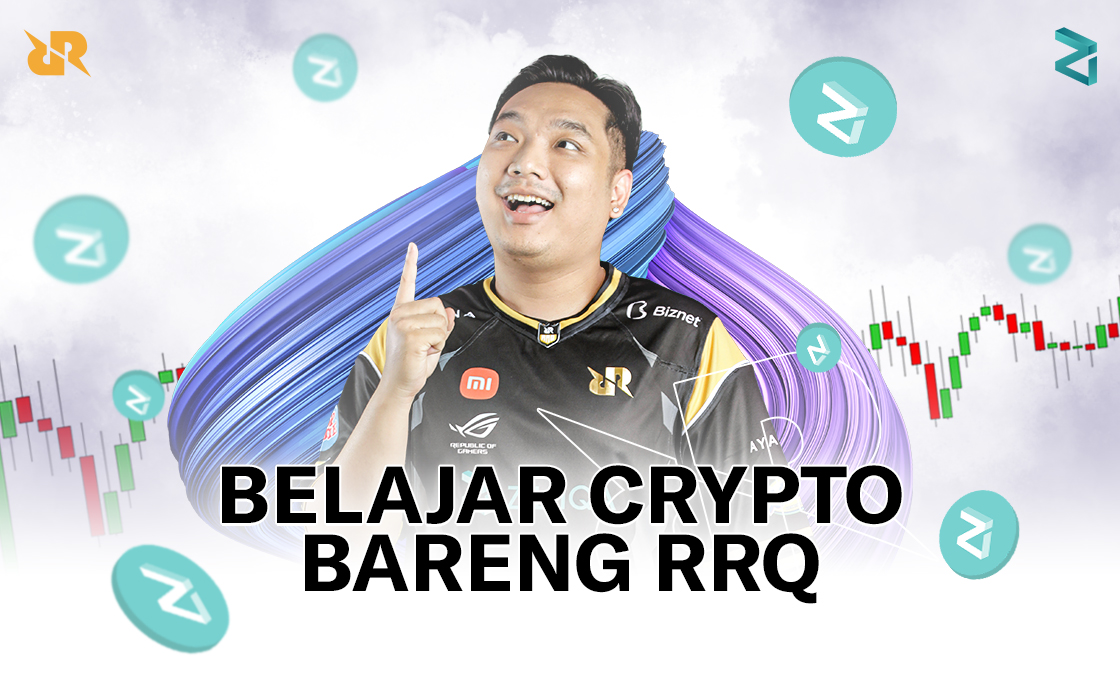 Biznet
REPUBLIC OF
GAMERS
BELAJAR CRYPTO
BARENG RRQ